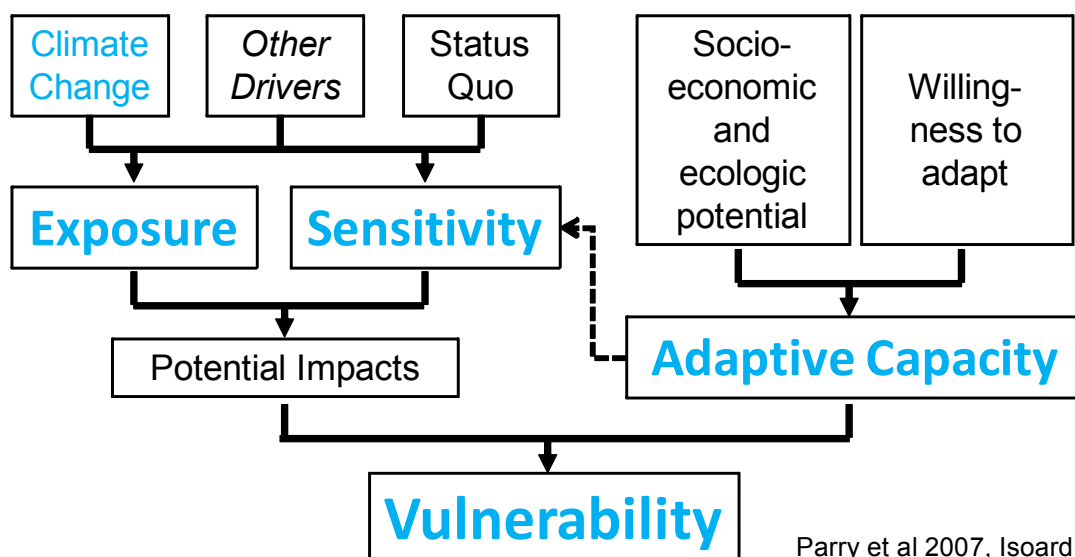 Climate
Change
Other
Drivers
Status
Quo
Socio-
economic
and
ecologic
potential
Willing-
ness to
adapt
Exposure
Sensitivity
Adaptive Capacity
Potential Impacts
Vulnerability
Parry et al 2007, Isoard